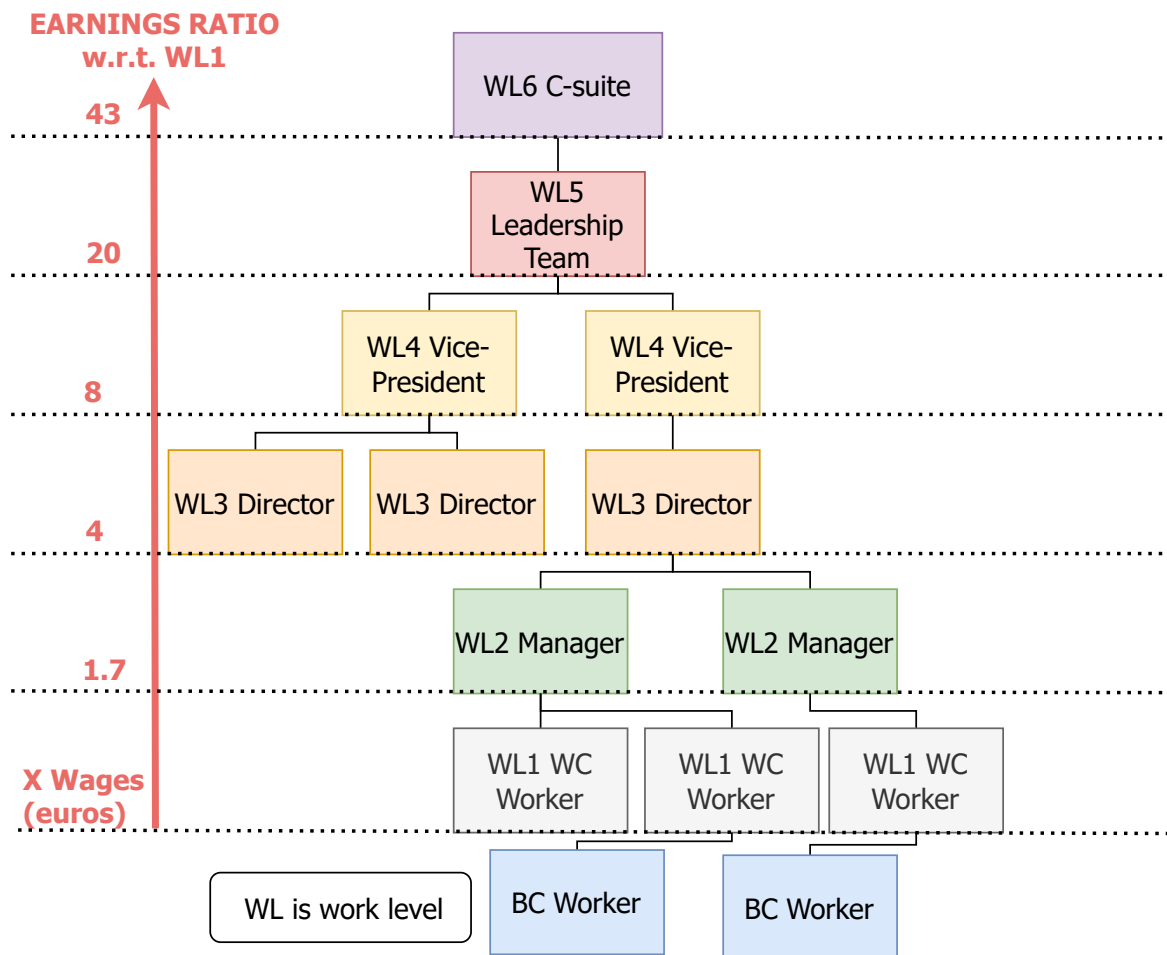 EARNINGS RATIO
w.r.t. WL1
WL6 C-suite
43
WL5
Leadership
Team
20
WL4 Vice-
President
WL4 Vice-
President
8
WL3 Director
WL3 Director
WL3 Director
4
WL2 Manager
WL2 Manager
1.7
WL1 WC
Worker
WL1 WC
Worker
WL1 WC
Worker
X Wages
(euros)
BC Worker
BC Worker
WL is work level